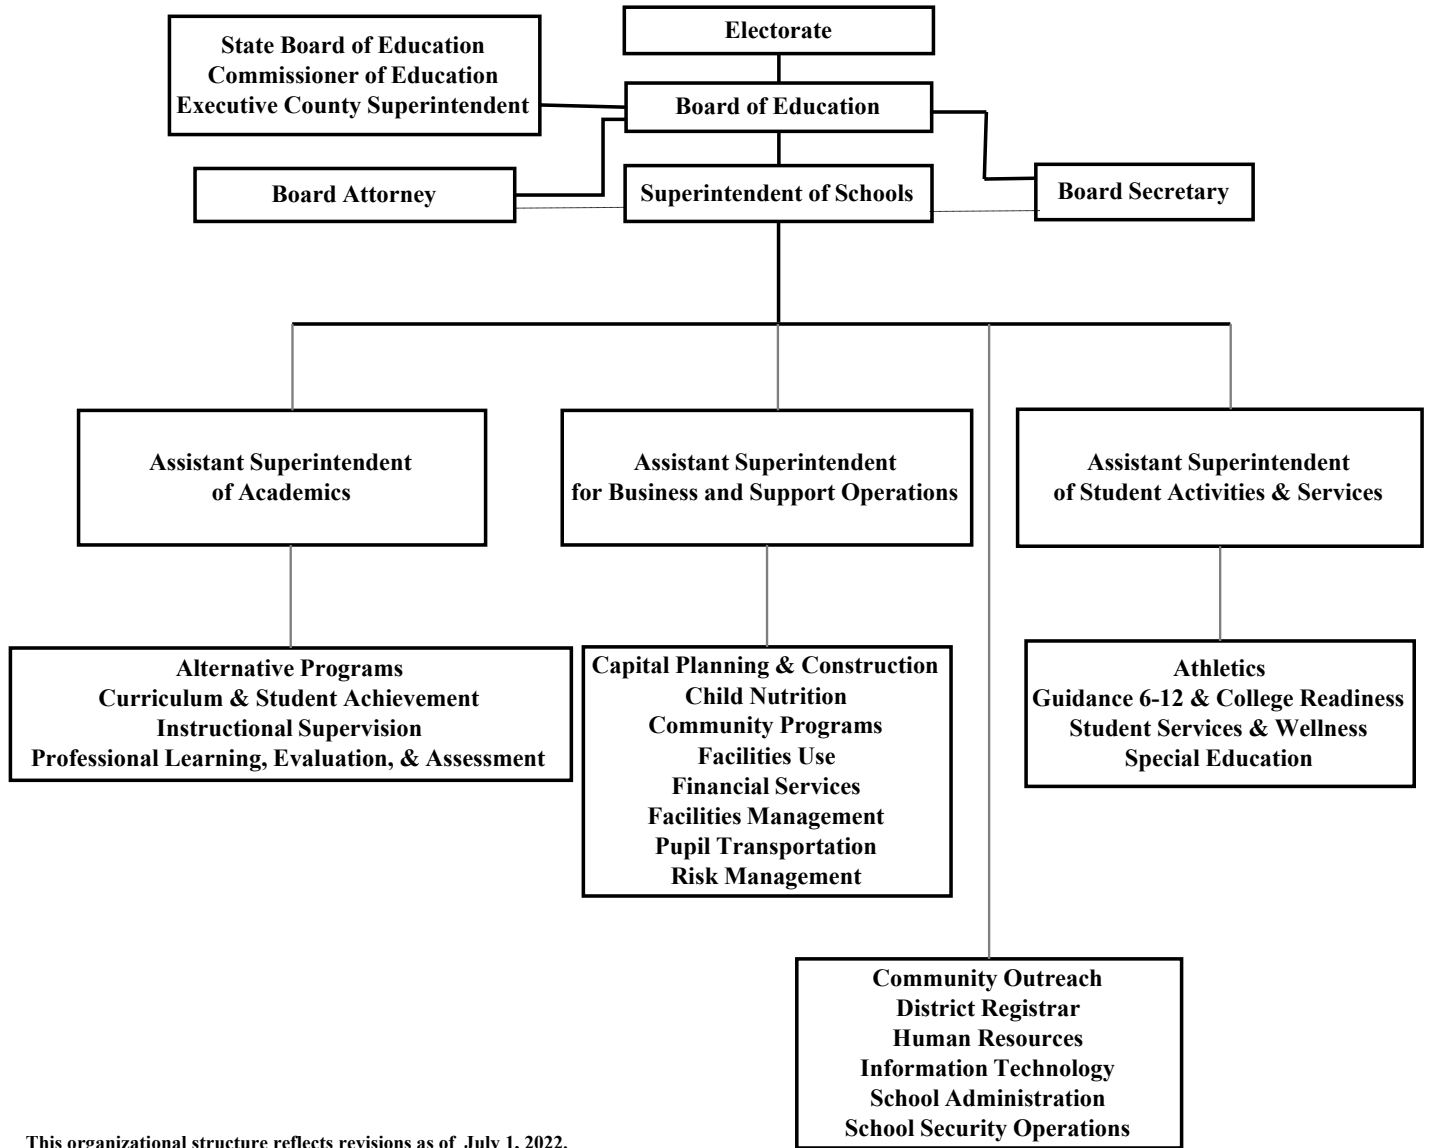 Electorate
State Board of Education
Commissioner of Education
Executive County Superintendent
Board of Education
Board Attorney
Superintendent of Schools
Board Secretary
Assistant Superintendent
of Academics
Assistant Superintendent
for Business and Support Operations
Assistant Superintendent
of Student Activities & Services
Alternative Programs
Curriculum & Student Achievement
Instructional Supervision
Professional Learning, Evaluation, & Assessment
Capital Planning & Construction
Child Nutrition
Community Programs
Facilities Use
Financial Services
Facilities Management
Pupil Transportation
Risk Management
Athletics
Guidance 6-12 & College Readiness
Student Services & Wellness
Special Education
Community Outreach
District Registrar
Human Resources
Information Technology
School Administration
School Security Operations
This organizational structure reflects revisions as of July 1, 2022.